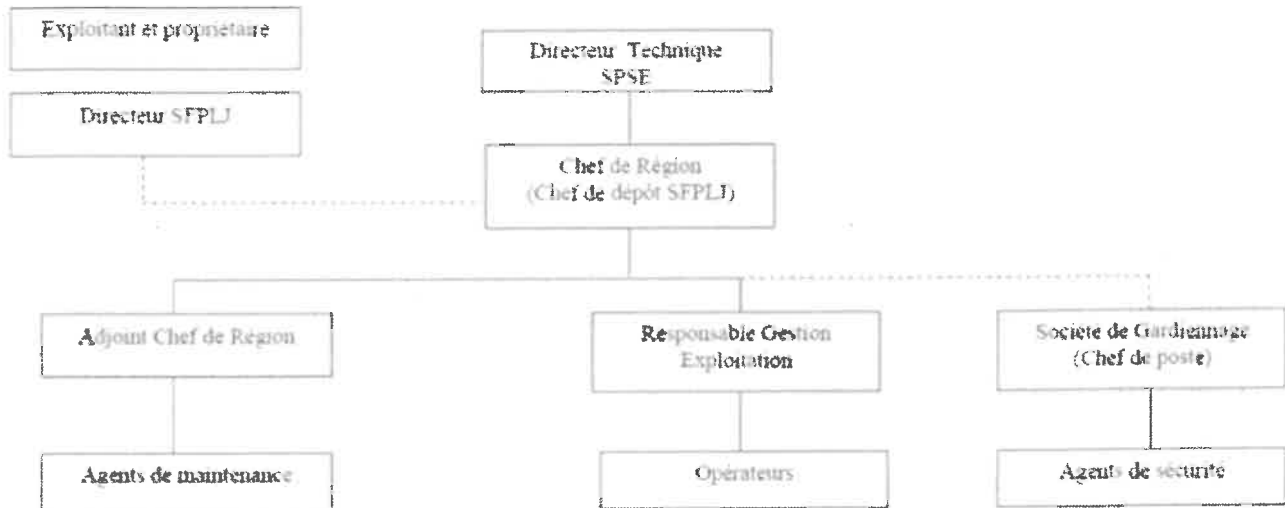 Exploitant et propriétaire
Directeur Technique
SPSE
Directeur SFPLJ
Chef de Région
(Chef de dépôt SFPLJ)
Adjoint Chef de Région
Responsable Gestion
Exploitation
Société de Gardiennage
(Chef de poste)
Agents de maintenance
Opérateurs
Agents de sécurité